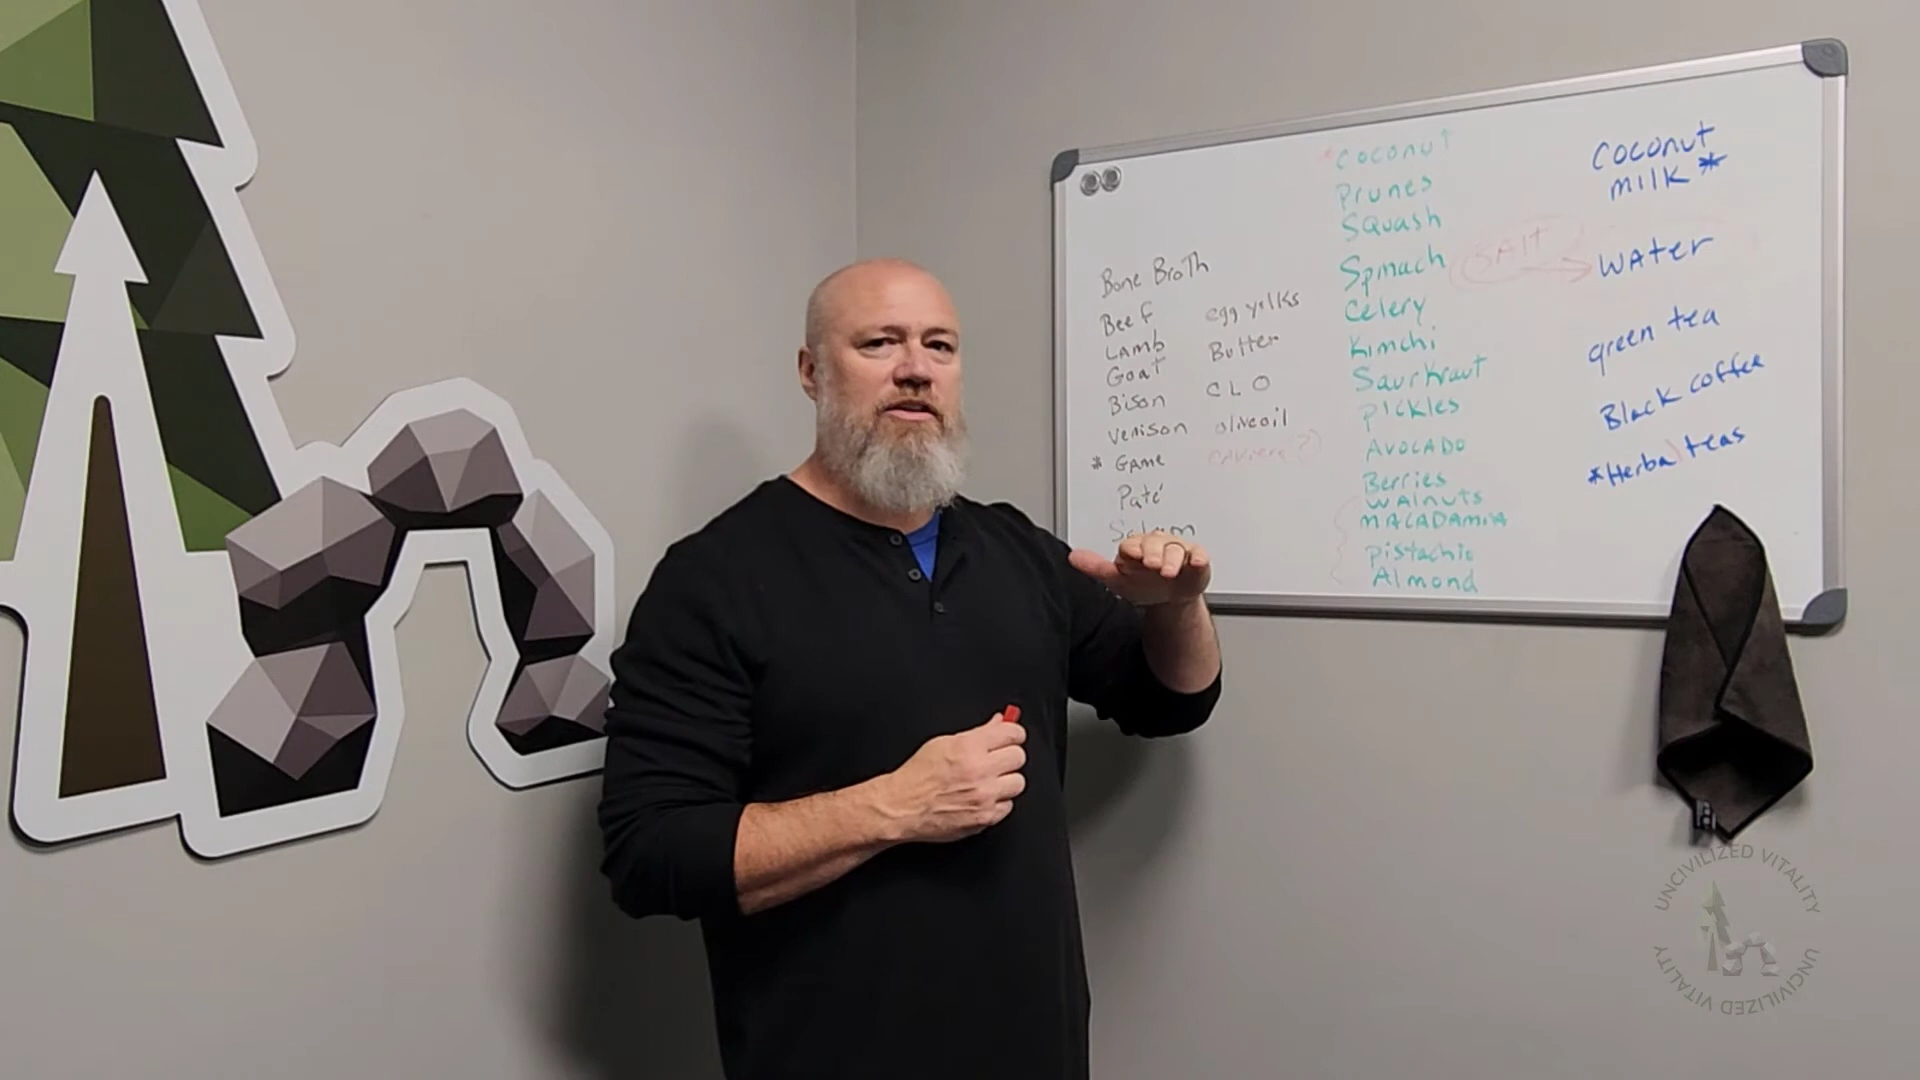 Bone Broth
Beef
Lamb
Goat
Bison
Venison
* Game
Paté
Salmon
egg yolks
Butter
CLO
oliveoil
*coconut
Prunes
Squash
Spinach
Celery
Kimchi
Saurkraut
Pickles
AVOCADO
Berries
Walnuts
MACADAMIA
Pistachio
Almond
SALT
Coconut
milk *
Water
green tea
Black coffee
*Herbal teas
UNCIVILIZED VITALITY
UNCIVILIZED VITALITY